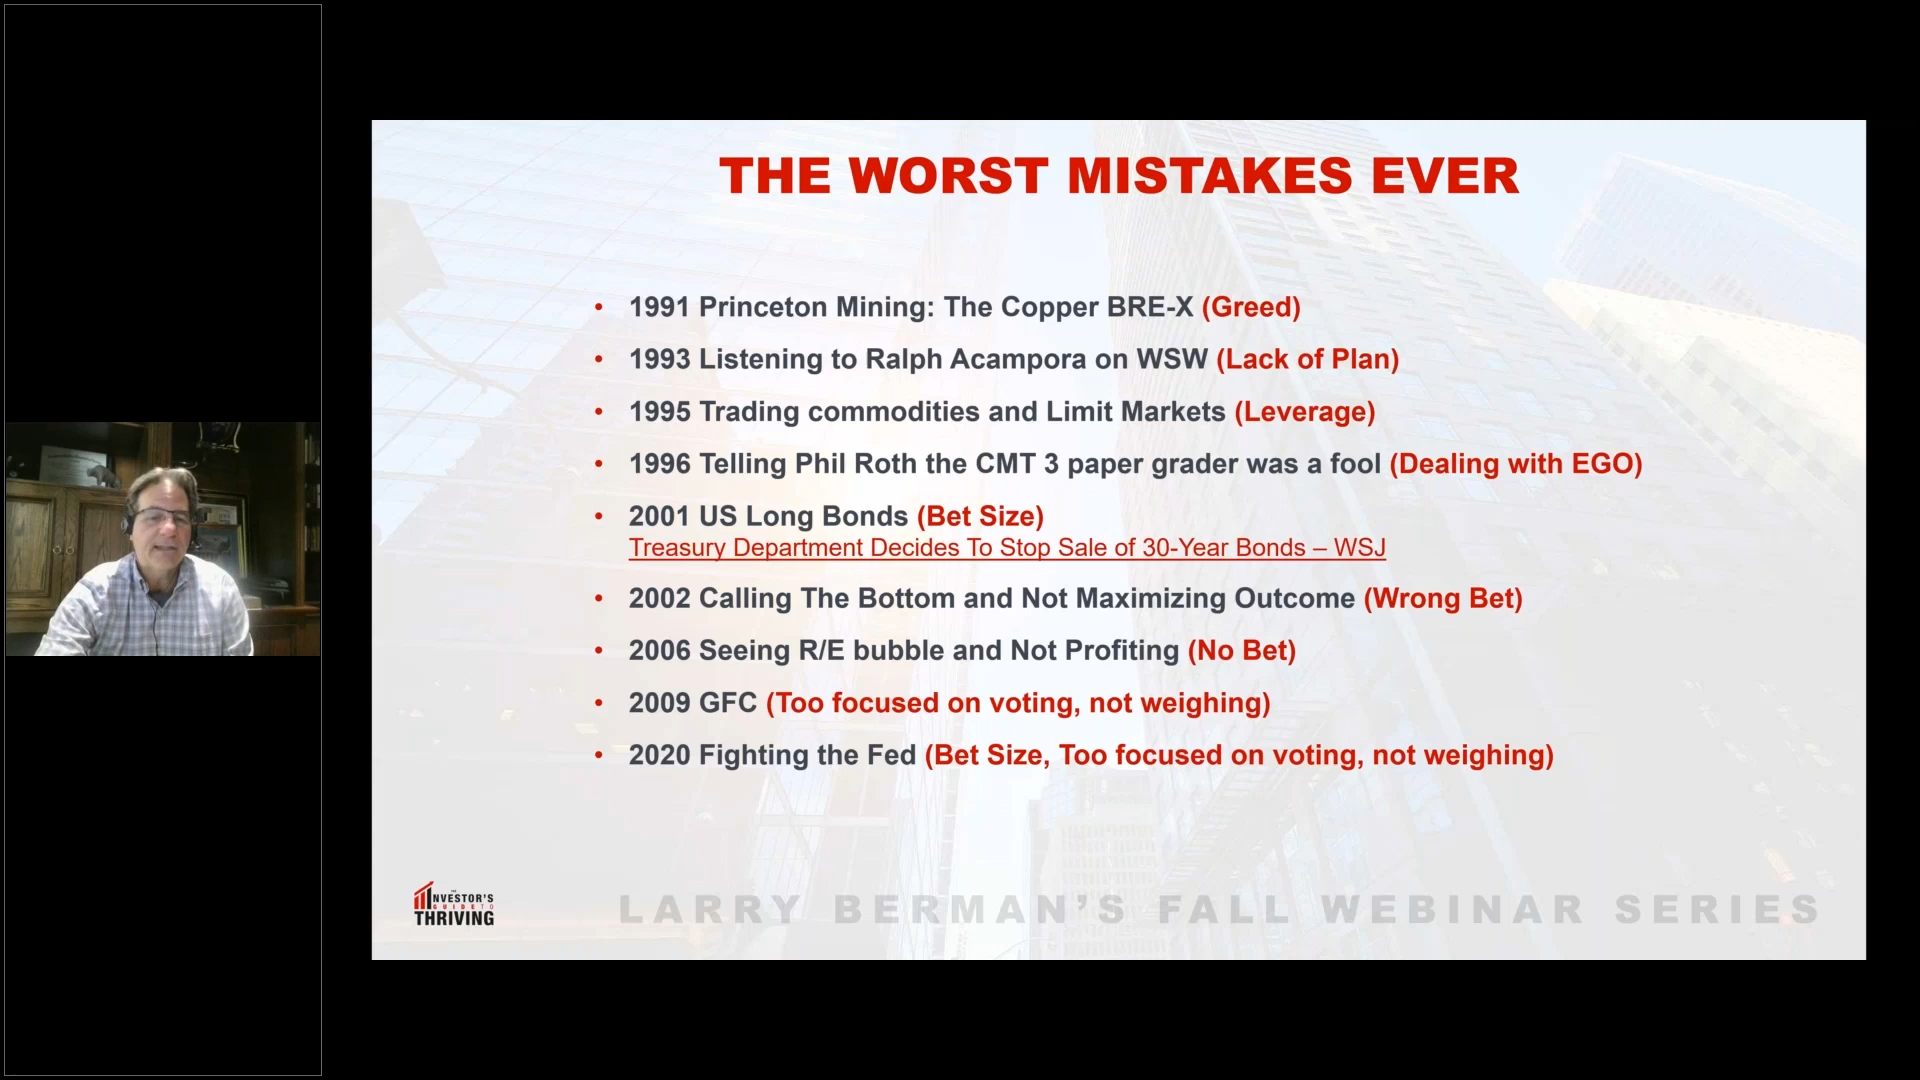 THE WORST MISTAKES EVER
• 1991 Princeton Mining: The Copper BRE-X (Greed)
• 1993 Listening to Ralph Acampora on WSW (Lack of Plan)
• 1995 Trading commodities and Limit Markets (Leverage)
• 1996 Telling Phil Roth the CMT 3 paper grader was a fool (Dealing with EGO)
• 2001 US Long Bonds (Bet Size)
Treasury Department Decides To Stop Sale of 30-Year Bonds – WSJ
• 2002 Calling The Bottom and Not Maximizing Outcome (Wrong Bet)
• 2006 Seeing R/E bubble and Not Profiting (No Bet)
• 2009 GFC (Too focused on voting, not weighing)
• 2020 Fighting the Fed (Bet Size, Too focused on voting, not weighing)
THE
INVESTOR'S
GUIDE TO
THRIVING
LARRY BERMAN'S FALL WEBINAR SERIES